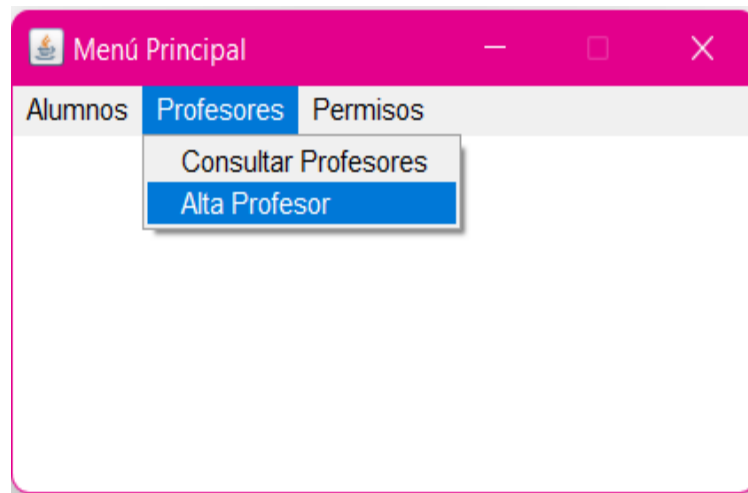 Menú Principal
Alumnos Profesores Permisos
Consultar Profesores
Alta Profesor